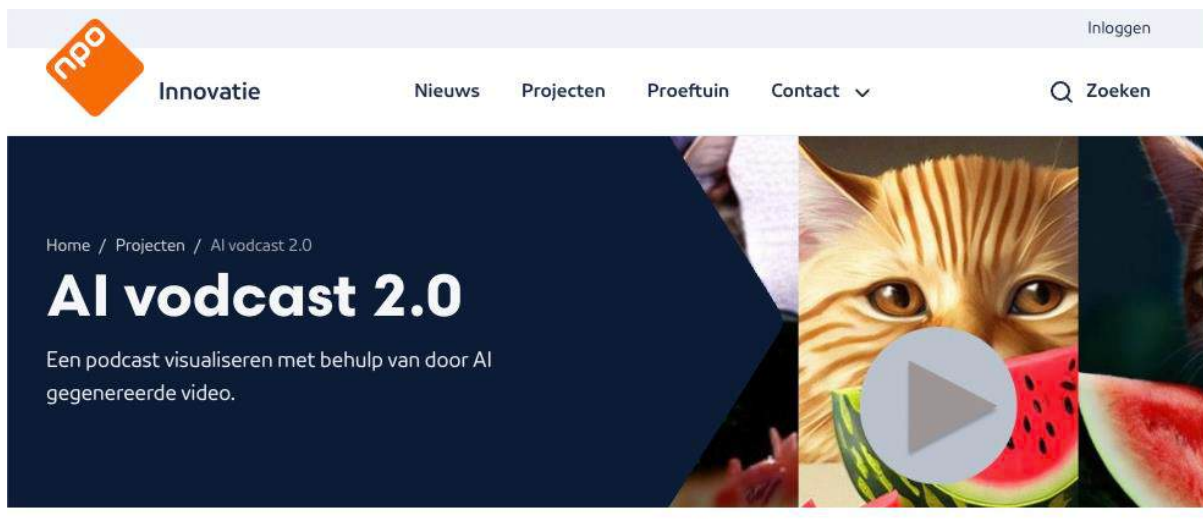 Inloggen
npo
Innovatie
Nieuws
Projecten
Proeftuin
Contact
Zoeken
Home / Projecten / AI vodcast 2.0
AI vodcast 2.0
Een podcast visualiseren met behulp van door AI
gegenereerde video.